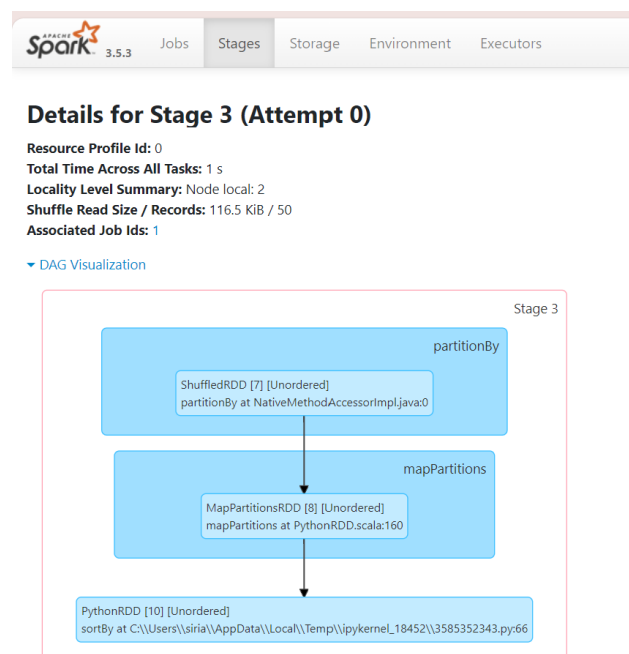 APACHE
Spark 3.5.3 Jobs Stages Storage Environment Executors
Details for Stage 3 (Attempt 0)
Resource Profile Id: 0
Total Time Across All Tasks: 1 s
Locality Level Summary: Node local: 2
Shuffle Read Size / Records: 116.5 KiB / 50
Associated Job Ids: 1
DAG Visualization
Stage 3
partitionBy
ShuffledRDD [7] [Unordered]
partitionBy at NativeMethodAccessorImpl.java:0
mapPartitions
MapPartitionsRDD [8] [Unordered]
mapPartitions at PythonRDD.scala:160
PythonRDD [10] [Unordered]
sortBy at C:\\Users\\siria\\AppData\\Local\\Temp\\ipykernel_18452\\3585352343.py:66